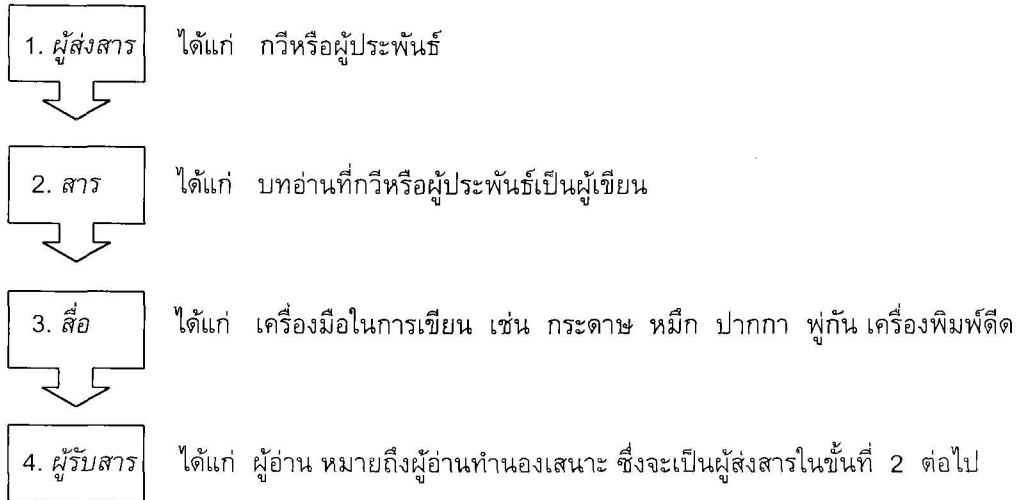 1. ผู้ส่งสาร ได้แก่ กวีหรือผู้ประพันธ์
2. สาร ได้แก่ บทอ่านที่กวีหรือผู้ประพันธ์เป็นผู้เขียน
3. สื่อ ได้แก่ เครื่องมือในการเขียน เช่น กระดาษ หมึก ปากกา พู่กัน เครื่องพิมพ์ดีด
4. ผู้รับสาร ได้แก่ ผู้อ่าน หมายถึงผู้อ่านทำนองเสนาะ ซึ่งจะเป็นผู้ส่งสารในขั้นที่ 2 ต่อไป